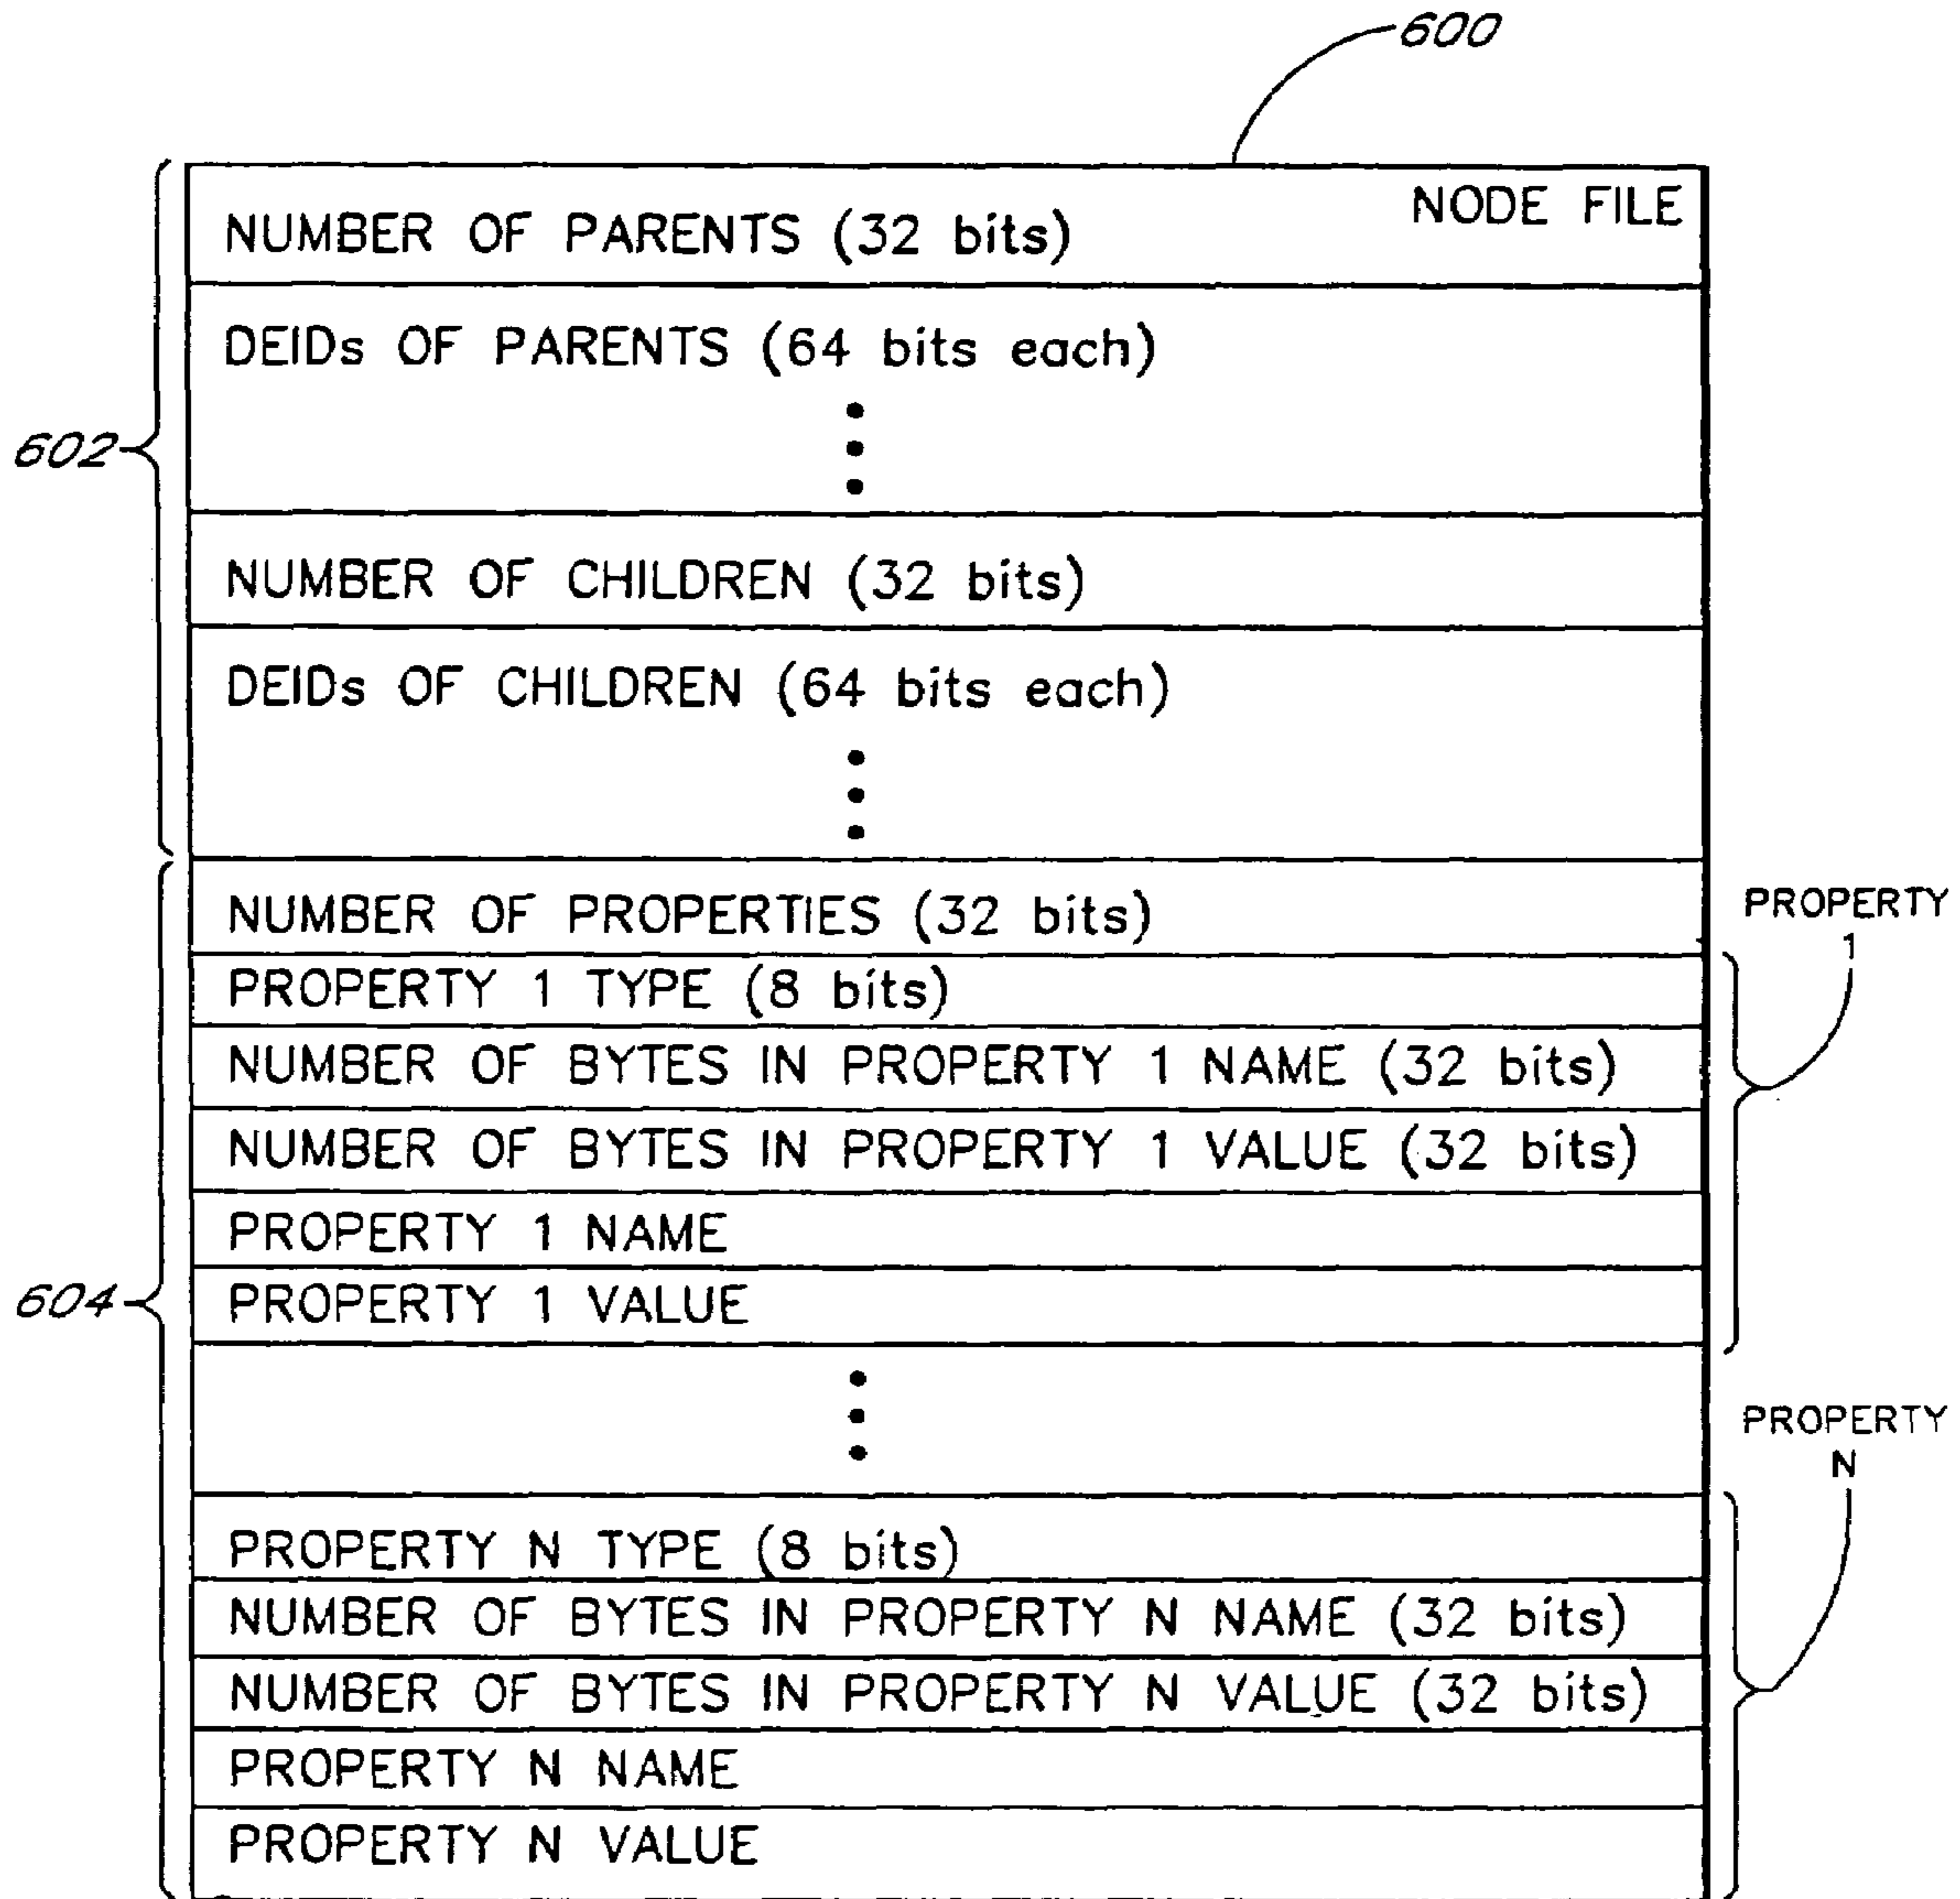 600
NODE FILE
NUMBER OF PARENTS (32 bits)
DEIDs OF PARENTS (64 bits each)
602
NUMBER OF CHILDREN (32 bits)
DEIDs OF CHILDREN (64 bits each)
NUMBER OF PROPERTIES (32 bits)
PROPERTY
1
PROPERTY 1 TYPE (8 bits)
NUMBER OF BYTES IN PROPERTY 1 NAME (32 bits)
NUMBER OF BYTES IN PROPERTY 1 VALUE (32 bits)
PROPERTY 1 NAME
604
PROPERTY 1 VALUE
PROPERTY
N
PROPERTY N TYPE (8 bits)
NUMBER OF BYTES IN PROPERTY N NAME (32 bits)
NUMBER OF BYTES IN PROPERTY N VALUE (32 bits)
PROPERTY N NAME
PROPERTY N VALUE